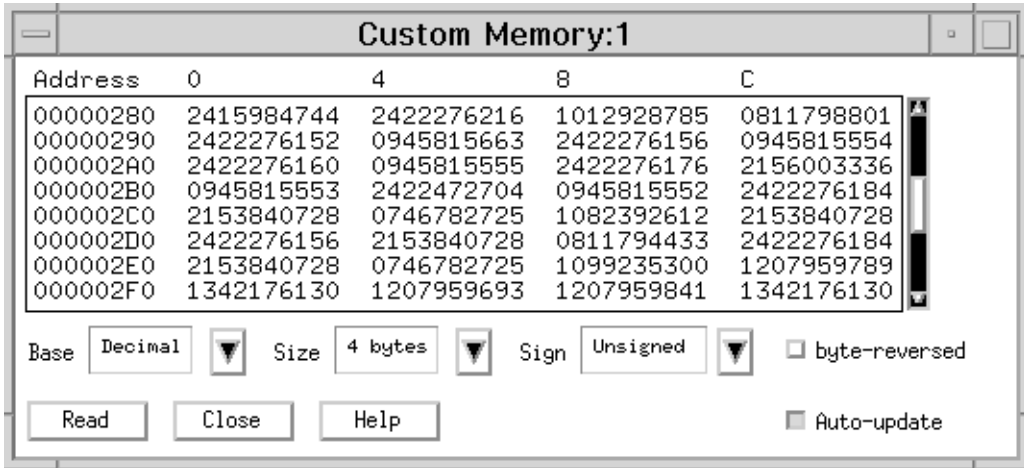 Custom Memory:1
Address 0 4 8 C
00000280 2415984744 2422276216 1012928785 0811798801
00000290 2422276152 0945815663 2422276156 0945815554
000002A0 2422276160 0945815555 2422276176 2156003336
000002B0 0945815553 2422472704 0945815552 2422276184
000002C0 2153840728 0746782725 1082392612 2153840728
000002D0 2422276156 2153840728 0811794433 2422276184
000002E0 2153840728 0746782725 1099235300 1207959789
000002F0 1342176130 1207959693 1207959841 1342176130
Base Decimal Size 4 bytes Sign Unsigned byte-reversed
Read Close Help Auto-update